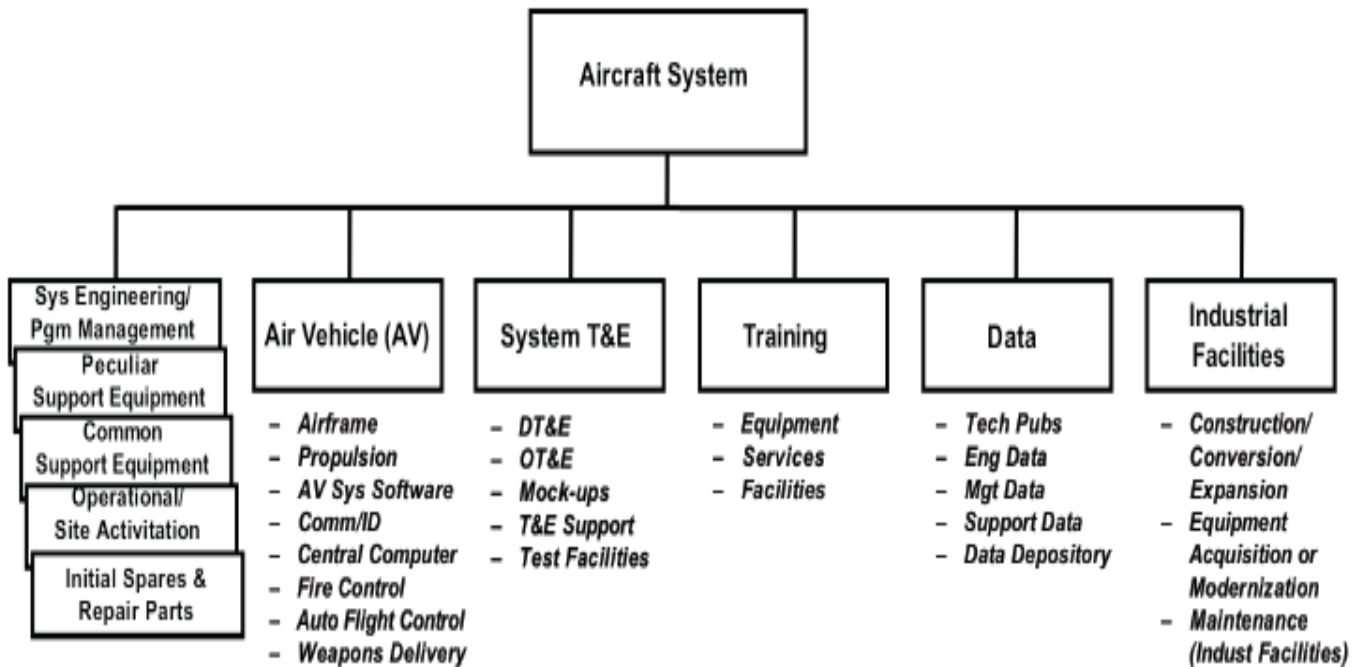 Aircraft System
Sys Engineering/
Pgm Management
Peculiar
Support Equipment
Common
Support Equipment
Operational/
Site Activitation
Initial Spares &
Repair Parts
Air Vehicle (AV)
– Airframe
– Propulsion
– AV Sys Software
– Comm/ID
– Central Computer
– Fire Control
– Auto Flight Control
– Weapons Delivery
System T&E
– DT&E
– OT&E
– Mock-ups
– T&E Support
– Test Facilities
Training
– Equipment
– Services
– Facilities
Data
– Tech Pubs
– Eng Data
– Mgt Data
– Support Data
– Data Depository
Industrial
Facilities
– Construction/
Conversion/
Expansion
– Equipment
Acquisition or
Modernization
– Maintenance
(Indust Facilities)